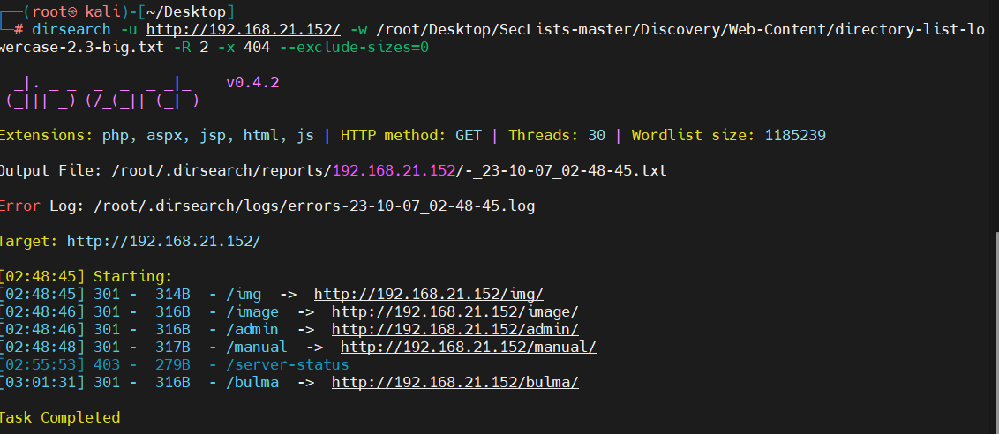 (root㉿ kali)-[~/Desktop]
# dirsearch -u http://192.168.21.152/ -w /root/Desktop/SecLists-master/Discovery/Web-Content/directory-list-lo
wercase-2.3-big.txt -R 2 -x 404 --exclude-sizes=0
_|. _ _  _  _  _ _|_    v0.4.2
(_||| _) (/_(_|| (_| )
Extensions: php, aspx, jsp, html, js | HTTP method: GET | Threads: 30 | Wordlist size: 1185239
Output File: /root/.dirsearch/reports/192.168.21.152/-_23-10-07_02-48-45.txt
Error Log: /root/.dirsearch/logs/errors-23-10-07_02-48-45.log
Target: http://192.168.21.152/
[02:48:45] Starting:
[02:48:45] 301 -  314B  - /img  ->  http://192.168.21.152/img/
[02:48:46] 301 -  316B  - /image  ->  http://192.168.21.152/image/
[02:48:46] 301 -  316B  - /admin  ->  http://192.168.21.152/admin/
[02:48:48] 301 -  317B  - /manual  ->  http://192.168.21.152/manual/
[02:55:53] 403 -  279B  - /server-status
[03:01:31] 301 -  316B  - /bulma  ->  http://192.168.21.152/bulma/
Task Completed